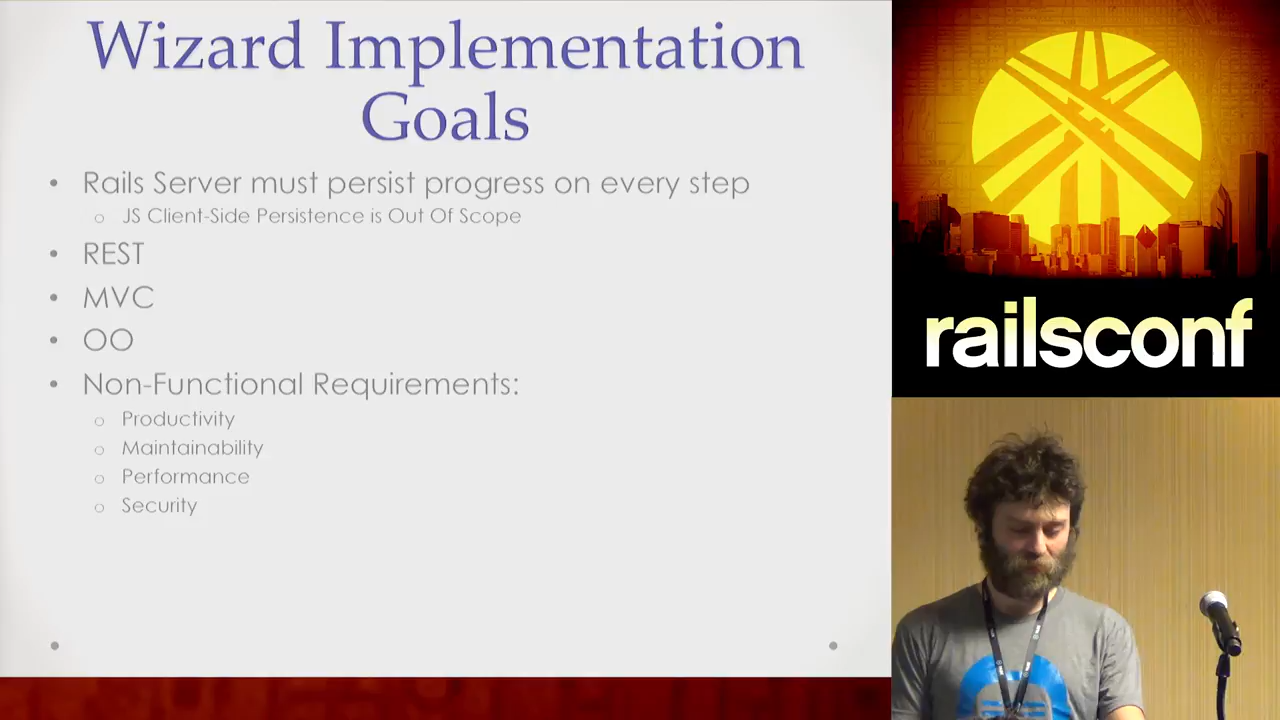 Wizard Implementation
Goals
• Rails Server must persist progress on every step
o JS Client-Side Persistence is Out Of Scope
• REST
• MVC
• OO
• Non-Functional Requirements:
o Productivity
o Maintainability
o Performance
o Security
railsconf